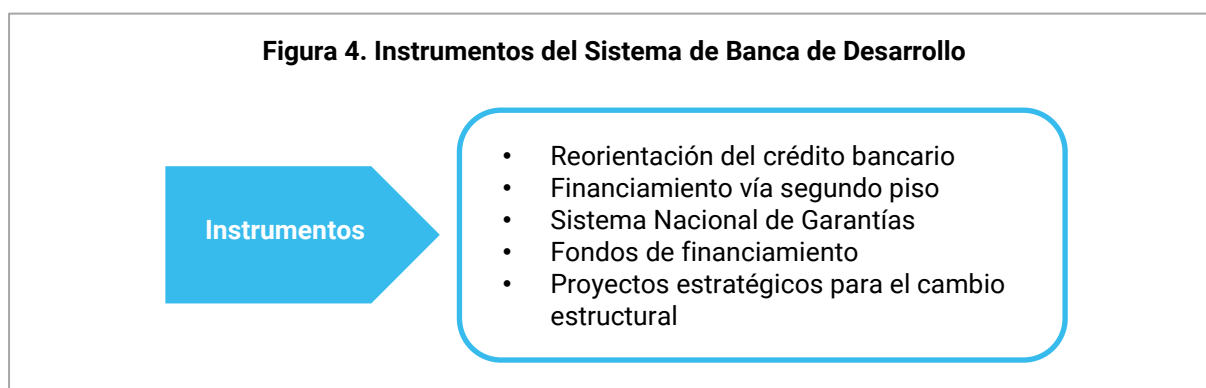 Figura 4. Instrumentos del Sistema de Banca de Desarrollo
Instrumentos
• Reorientación del crédito bancario
• Financiamiento vía segundo piso
• Sistema Nacional de Garantías
• Fondos de financiamiento
• Proyectos estratégicos para el cambio
estructural